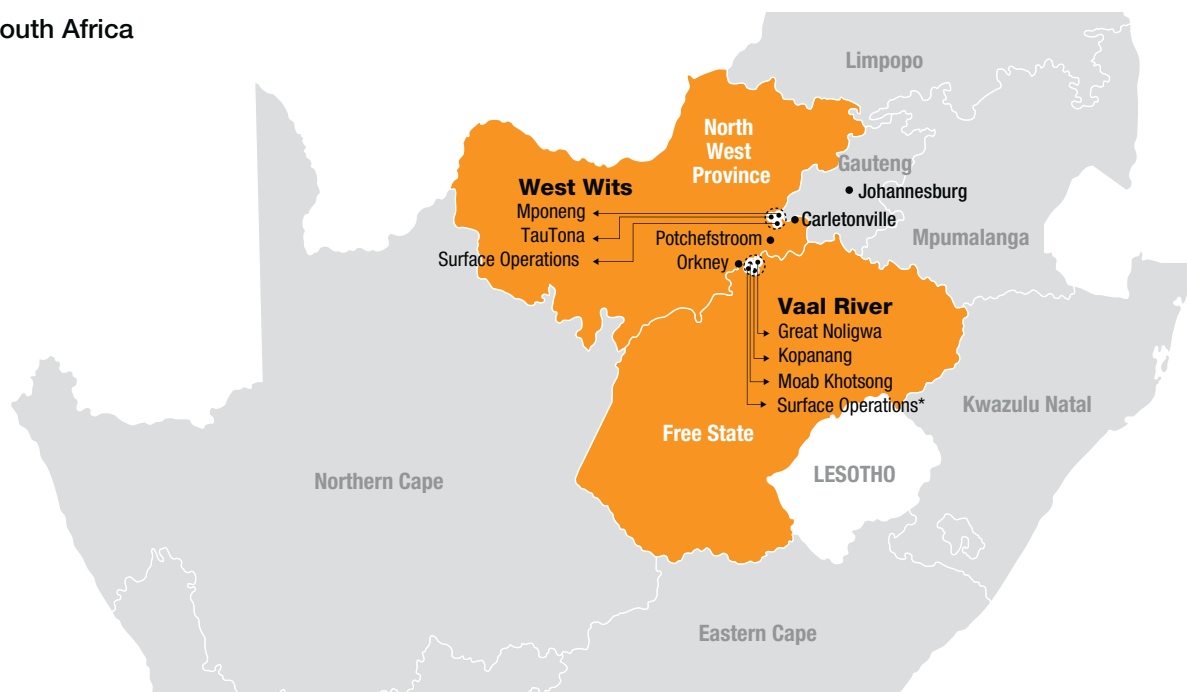 outh Africa
Limpopo
North
West
Province
Gauteng
Johannesburg
West Wits
Mponeng
TauTona
Surface Operations
Carletonville
Potchefstroom
Orkney
Mpumalanga
Vaal River
Great Noligwa
Kopanang
Moab Khotsong
Surface Operations*
Kwazulu Natal
Free State
LESOTHO
Northern Cape
Eastern Cape